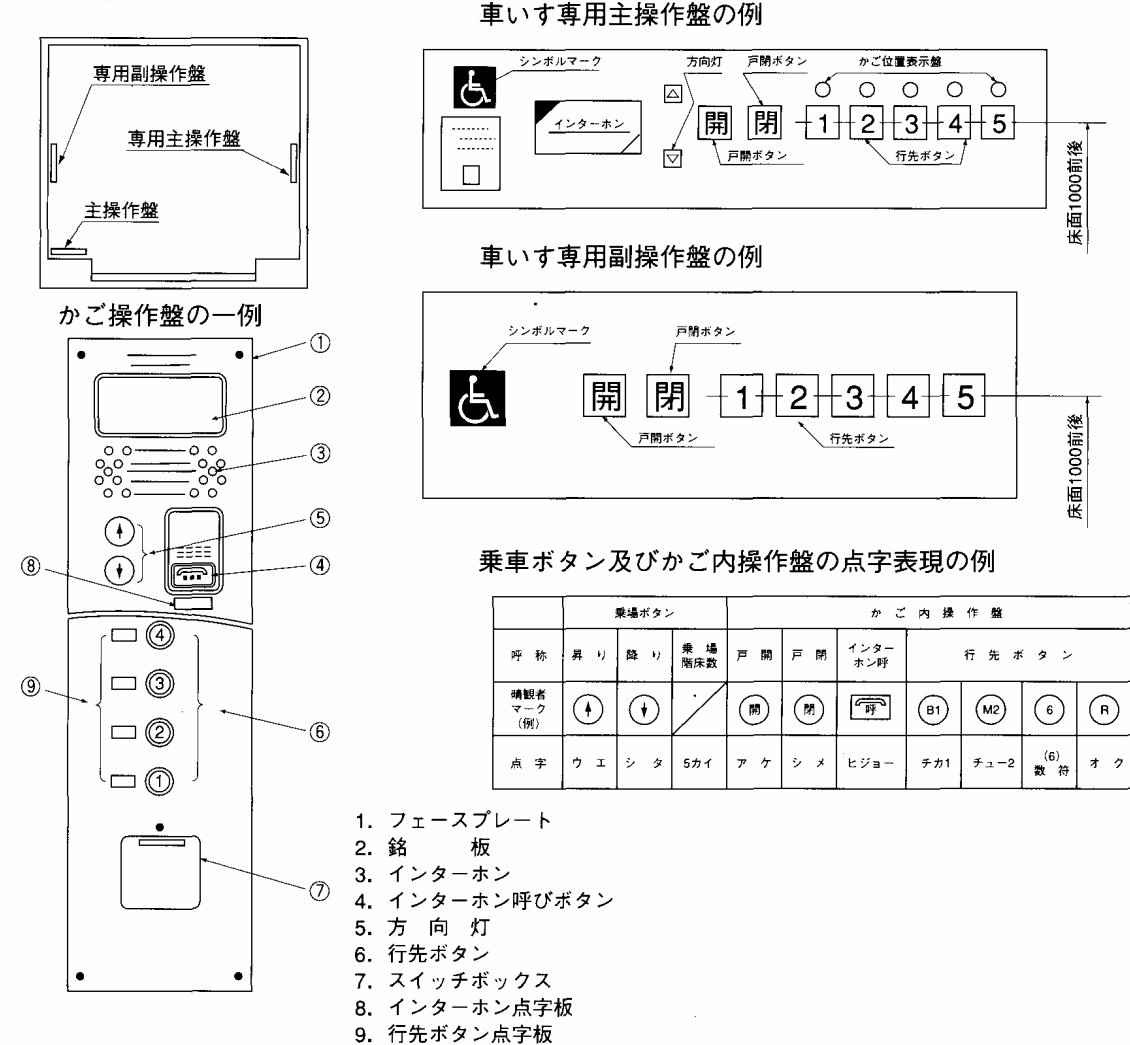 車いす専用主操作盤の例
専用副操作盤
専用主操作盤
主操作盤
シンボルマーク
方向灯
戸閉ボタン
かご位置表示盤
インターホン
開 閉 1 2 3 4 5
戸開ボタン
行先ボタン
床面1000前後
車いす専用副操作盤の例
シンボルマーク
戸閉ボタン
開 閉 1 2 3 4 5
戸開ボタン
行先ボタン
床面1000前後
かご操作盤の一例
①
②
③
⑤
④
⑧
⑨
⑥
⑦
④
③
②
①
乗車ボタン及びかご内操作盤の点字表現の例
乗場ボタン かご内操作盤
呼称 昇り 降り 乗場階床数 戸開 戸閉 インターホン呼 行先ボタン
晴観者マーク(例) 開 閉 呼 B1 M2 6 R
点字 ウエ シタ 5カイ アケ シメ ヒジョー チカ1 チュー2 (6)数符 オク
1. フェースプレート
2. 銘 板
3. インターホン
4. インターホン呼びボタン
5. 方 向 灯
6. 行先ボタン
7. スイッチボックス
8. インターホン点字板
9. 行先ボタン点字板